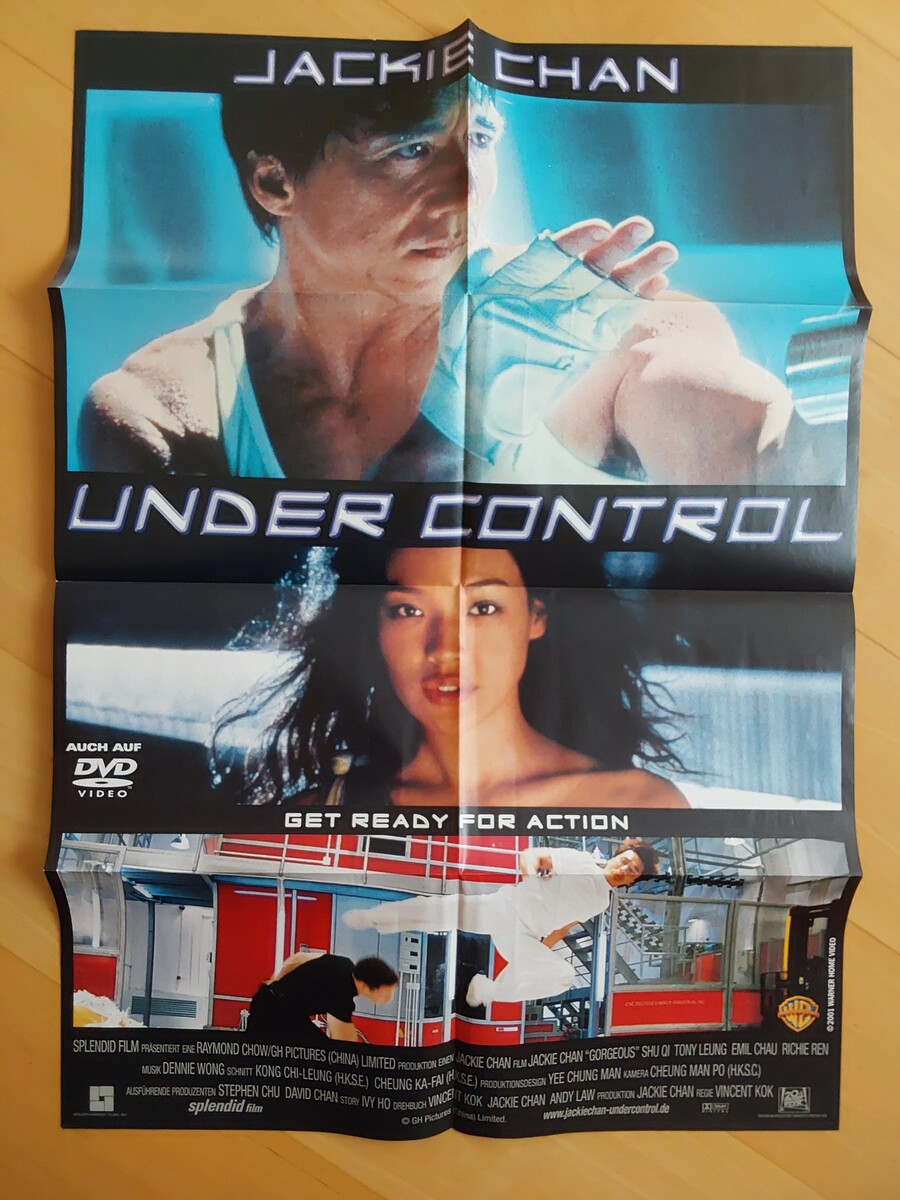 JACKIE CHAN
UNDER CONTROL
AUCH AUF
DVD
VIDEO
GET READY FOR ACTION
© 2001 WARNER HOME VIDEO
SPLENDID FILM PRÄSENTIERT EINE RAYMOND CHOW/GH PICTURES (CHINA) LIMITED PRODUKTION EINEN JACKIE CHAN FILM JACKIE CHAN "GORGEOUS" SHU QI TONY LEUNG EMIL CHAU RICHIE REN
MUSIK DENNIE WONG SCHNITT KONG CHI-LEUNG (H.K.S.E.) CHEUNG KA-FAI (H.K.S.E.) PRODUKTIONSDESIGN YEE CHUNG MAN KAMERA CHEUNG MAN PO (H.K.S.C)
AUSFÜHRENDE PRODUZENTEN STEPHEN CHU DAVID CHAN STORY IVY HO DREHBUCH VINCENT KOK JACKIE CHAN ANDY LAW PRODUKTION JACKIE CHAN REGIE VINCENT KOK
splendid film
www.jackiechan-undercontrol.de
© GH Pictures (China) Limited.